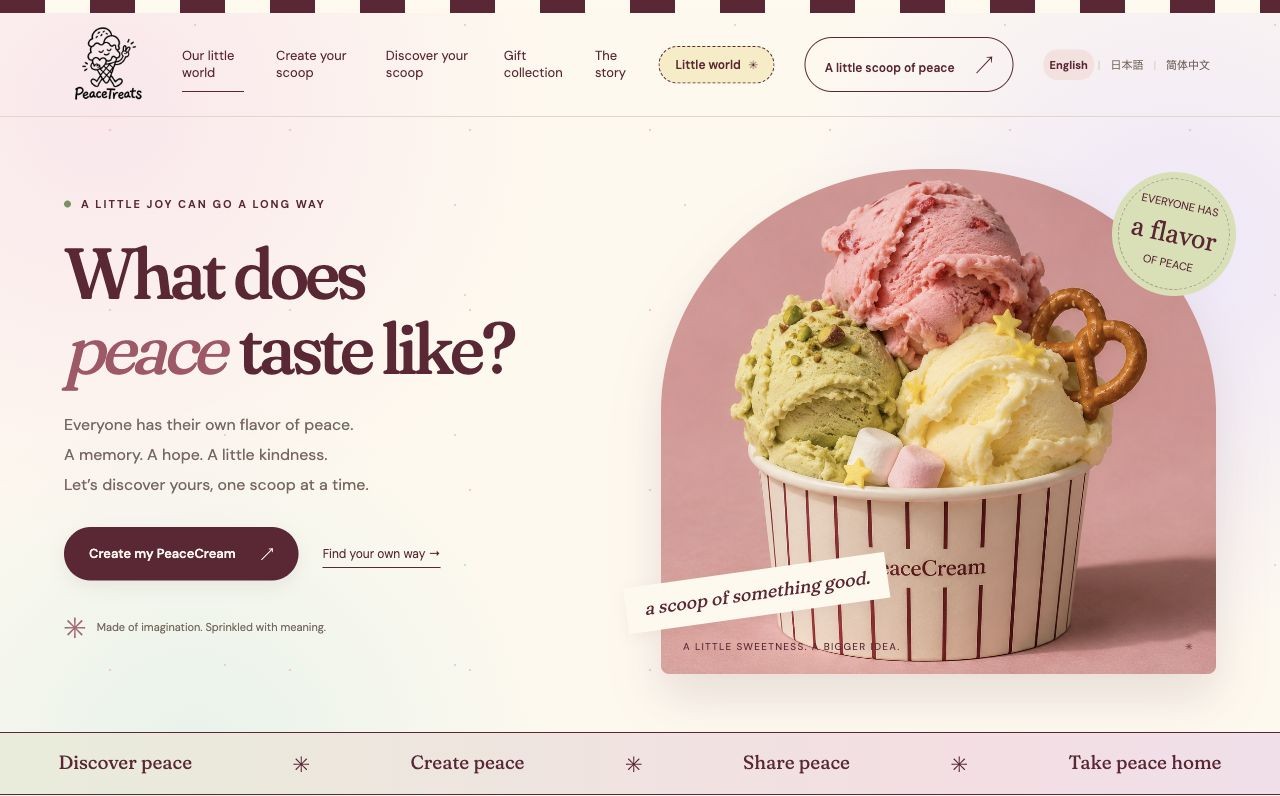 PeaceTreats
Our little
world
Create your
scoop
Discover your
scoop
Gift
collection
The
story
Little world
A little scoop of peace
English
日本語
简体中文
A LITTLE JOY CAN GO A LONG WAY
What does
peace taste like?
Everyone has their own flavor of peace.
A memory. A hope. A little kindness.
Let’s discover yours, one scoop at a time.
Create my PeaceCream
Find your own way →
Made of imagination. Sprinkled with meaning.
EVERYONE HAS
a flavor
OF PEACE
eaceCream
a scoop of something good.
A LITTLE SWEETNESS. A BIGGER IDEA.
Discover peace
Create peace
Share peace
Take peace home